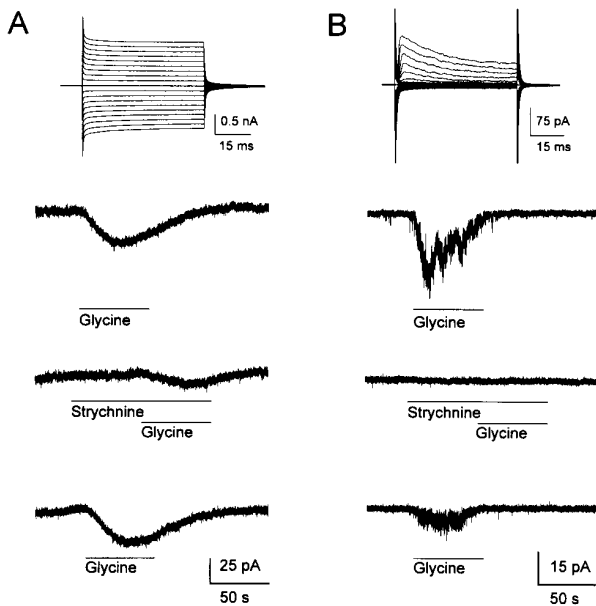 A
B
0.5 nA
15 ms
75 pA
15 ms
Glycine
Glycine
Strychnine
Glycine
Strychnine
Glycine
Glycine
25 pA
50 s
Glycine
15 pA
50 s